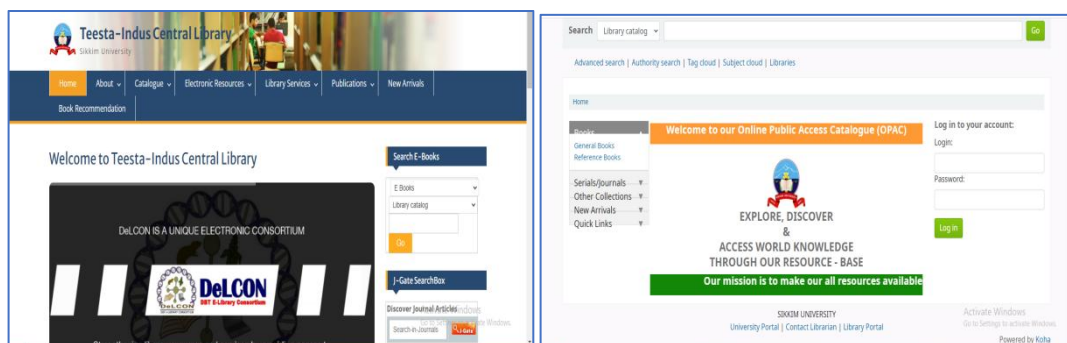 Teesta-Indus Central Library
Sikkim University
Home About Catalogue Electronic Resources Library Services Publications New Arrivals
Book Recommendation
Welcome to Teesta-Indus Central Library
DeLCON IS A UNIQUE ELECTRONIC CONSORTIUM
DeLCON
DBT E-Library Consortium
Search E-Books
E Books
Library catalog
Go
J-Gate SearchBox
Discover Journal Articles
Search-in-Journals
Search Library catalog Go
Advanced search | Authority search | Tag cloud | Subject cloud | Libraries
Home
Books
General Books
Reference Books
Serials/Journals
Other Collections
New Arrivals
Quick Links
Welcome to our Online Public Access Catalogue (OPAC)
EXPLORE, DISCOVER
&
ACCESS WORLD KNOWLEDGE
THROUGH OUR RESOURCE - BASE
Our mission is to make our all resources available
Log in to your account:
Login:
Password:
Log in
SIKKIM UNIVERSITY
University Portal | Contact Librarian | Library Portal
Activate Windows
Go to Settings to activate Windows.
Powered by Koha